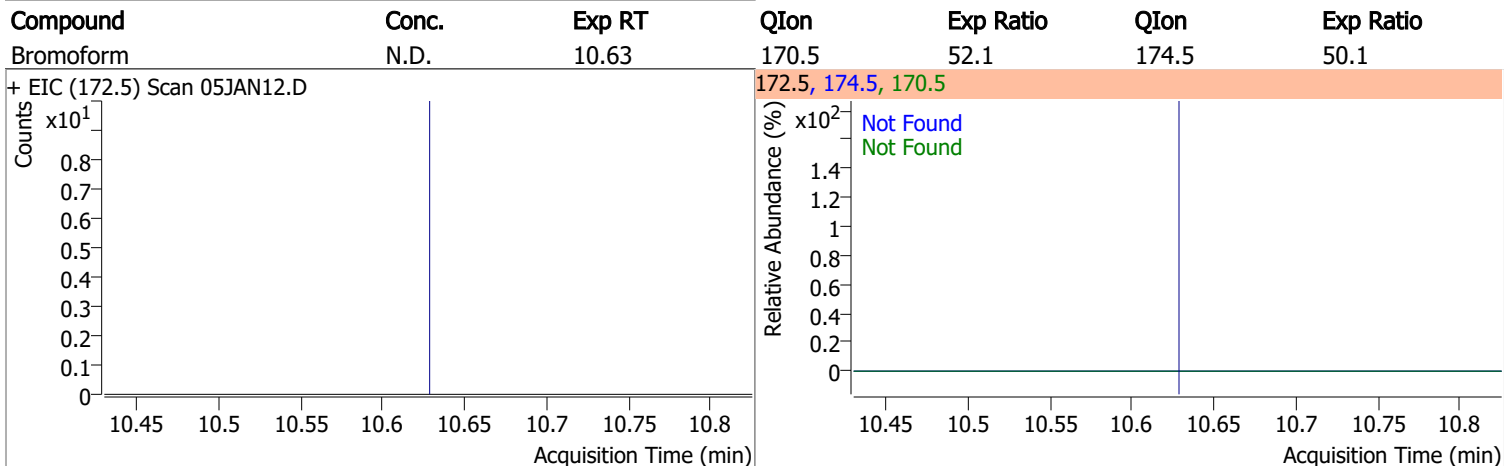 Compound Conc. Exp RT QIon Exp Ratio QIon Exp Ratio
Bromoform N.D. 10.63 170.5 52.1 174.5 50.1
+ EIC (172.5) Scan 05JAN12.D
Counts
x10¹
0.8
0.7
0.6
0.5
0.4
0.3
0.2
0.1
0
10.45 10.5 10.55 10.6 10.65 10.7 10.75 10.8
Acquisition Time (min)
172.5, 174.5, 170.5
Relative Abundance (%)
x10²
Not Found
Not Found
1.4
1.2
1
0.8
0.6
0.4
0.2
0
10.45 10.5 10.55 10.6 10.65 10.7 10.75 10.8
Acquisition Time (min)